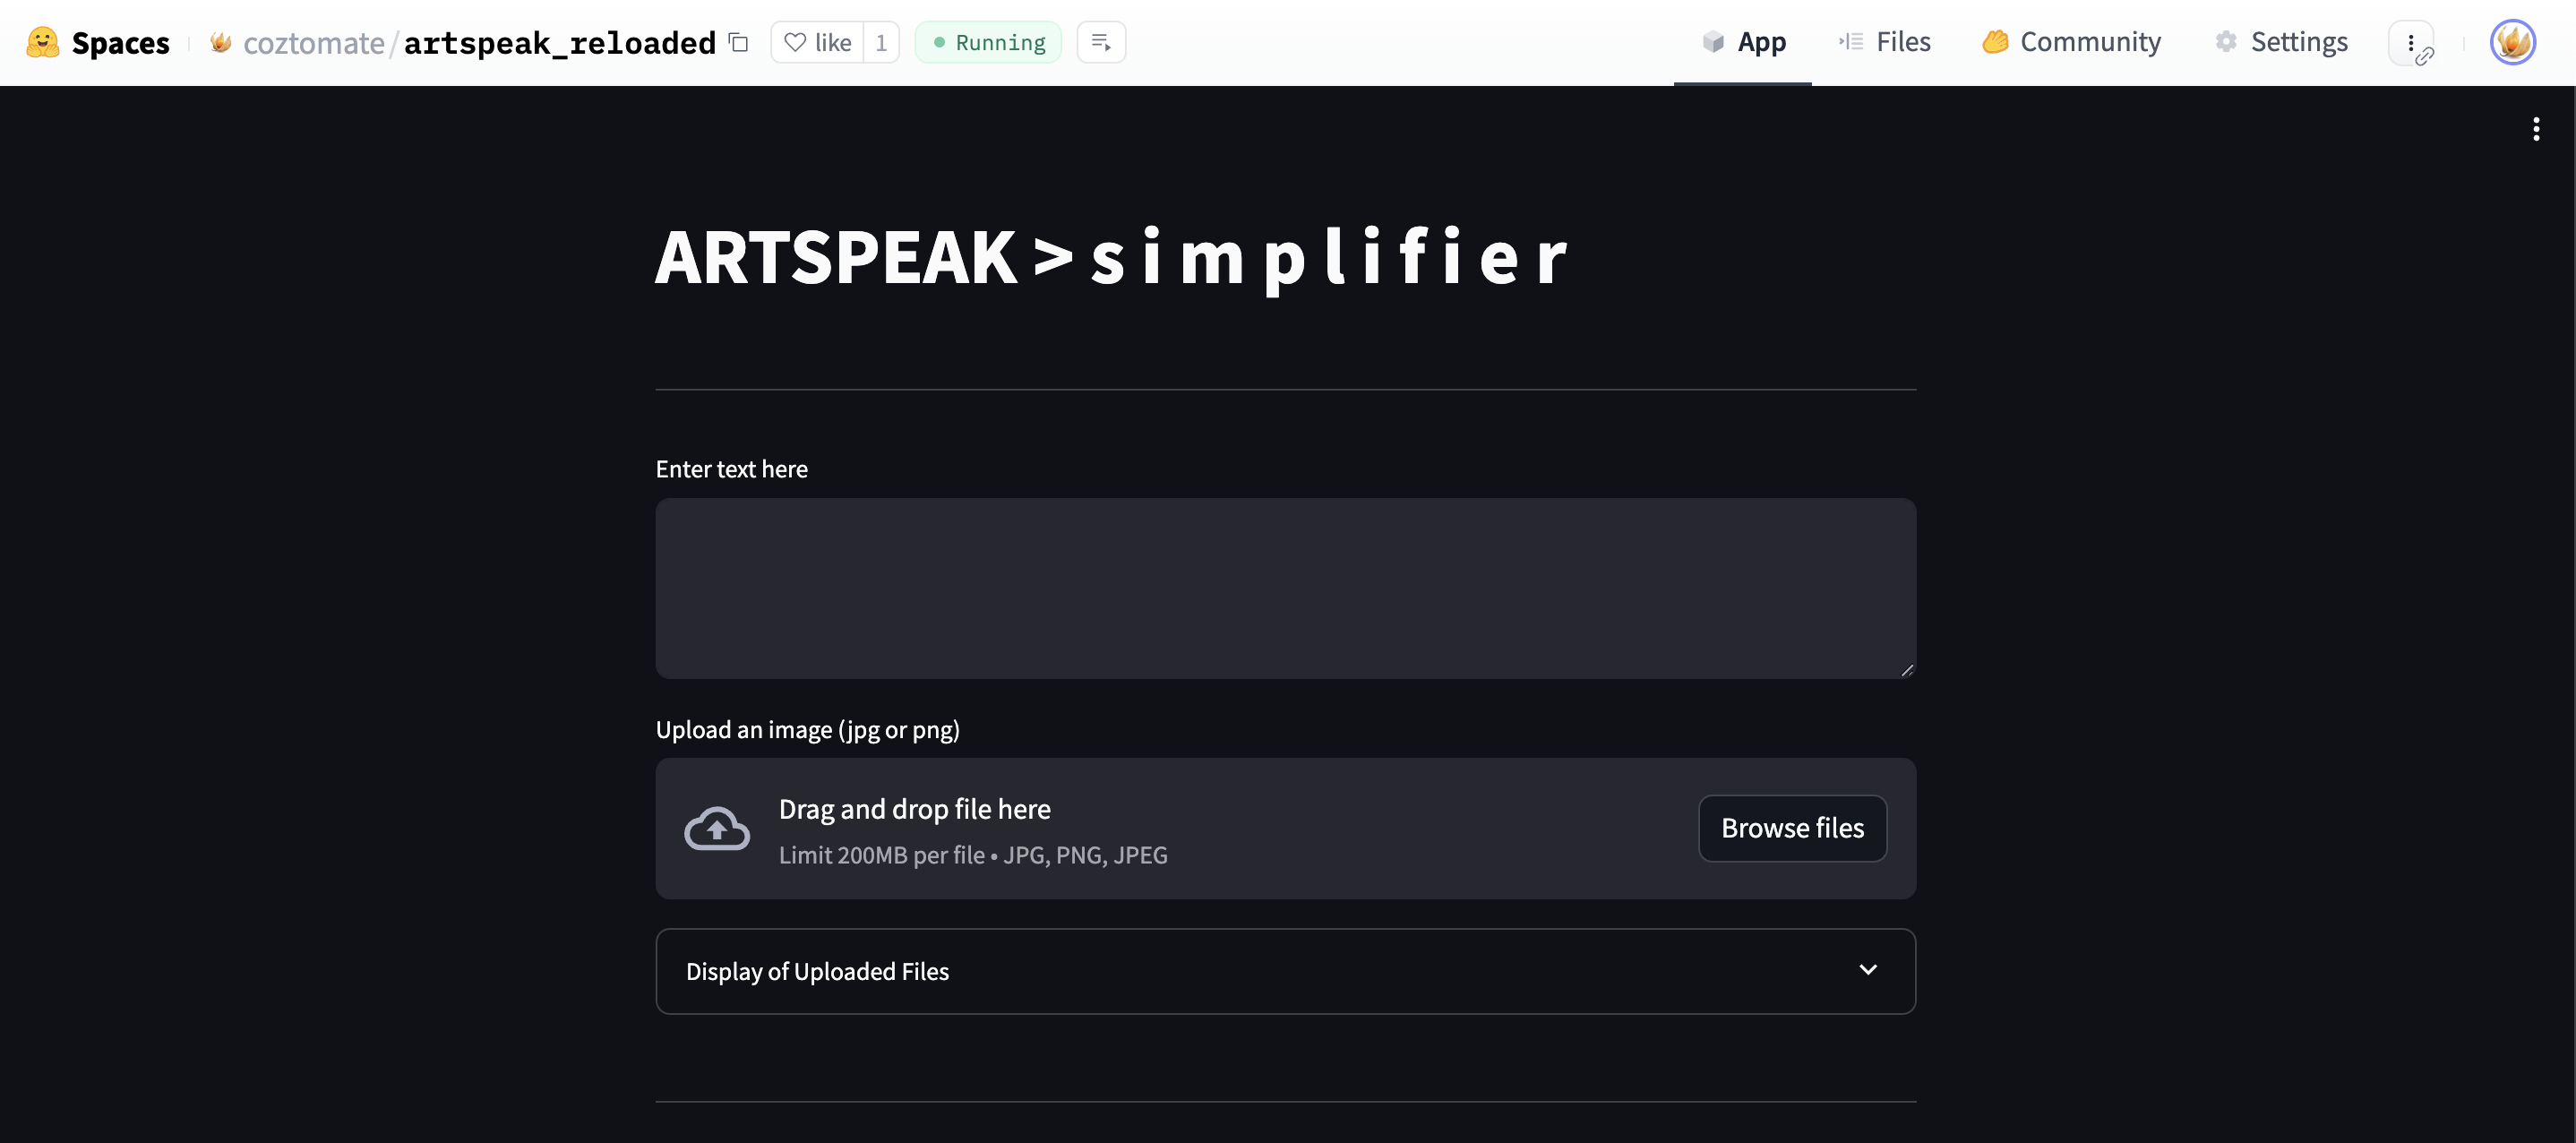 Spaces coztomate/artspeak_reloaded like 1 Running App Files Community Settings
ARTSPEAK > s i m p l i f i e r
Enter text here
Upload an image (jpg or png)
Drag and drop file here
Limit 200MB per file • JPG, PNG, JPEG
Browse files
Display of Uploaded Files